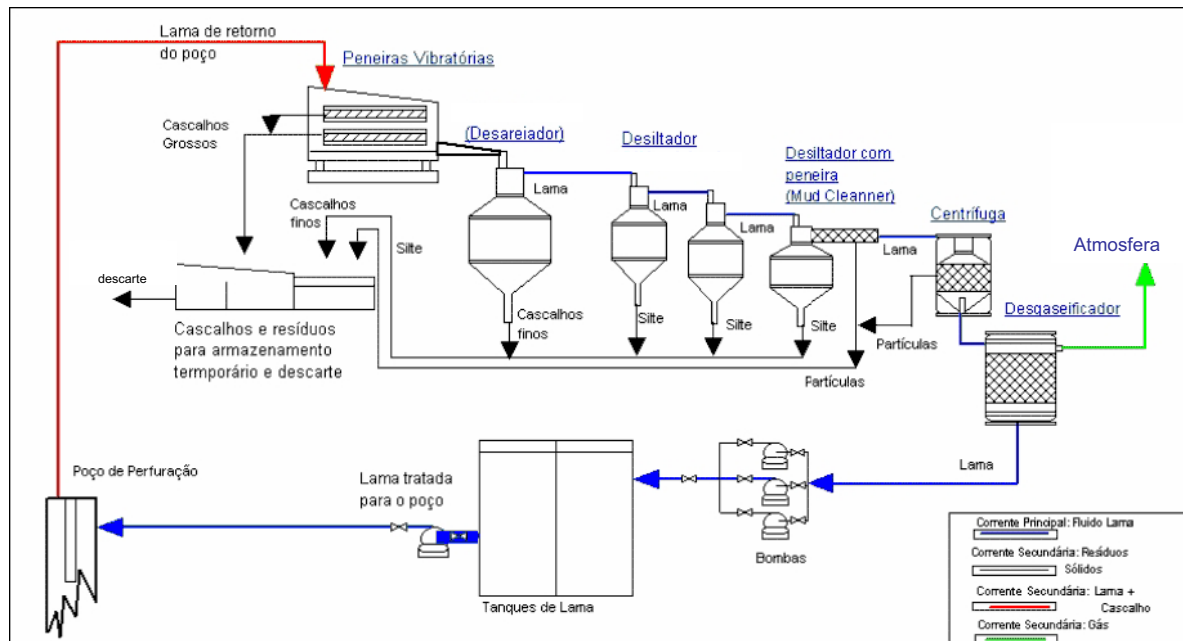 Lama de retorno
do poço
Peneiras Vibratórias
Cascalhos
Grossos
(Desareiador)
Desiltador
Desiltador com
peneira
(Mud Cleanner)
Centrífuga
Atmosfera
Lama
Lama
Lama
Lama
Cascalhos
finos
Silte
descarte
Cascalhos e resíduos
para armazenamento
termporário e descarte
Cascalhos
finos
Silte
Silte
Silte
Partículas
Partículas
Desgaseificador
Lama
Poço de Perfuração
Lama tratada
para o poço
Tanques de Lama
Bombas
Corrente Principal: Fluido Lama
Corrente Secundária: Resíduos
Sólidos
Corrente Secundária: Lama +
Cascalho
Corrente Secundária: Gás